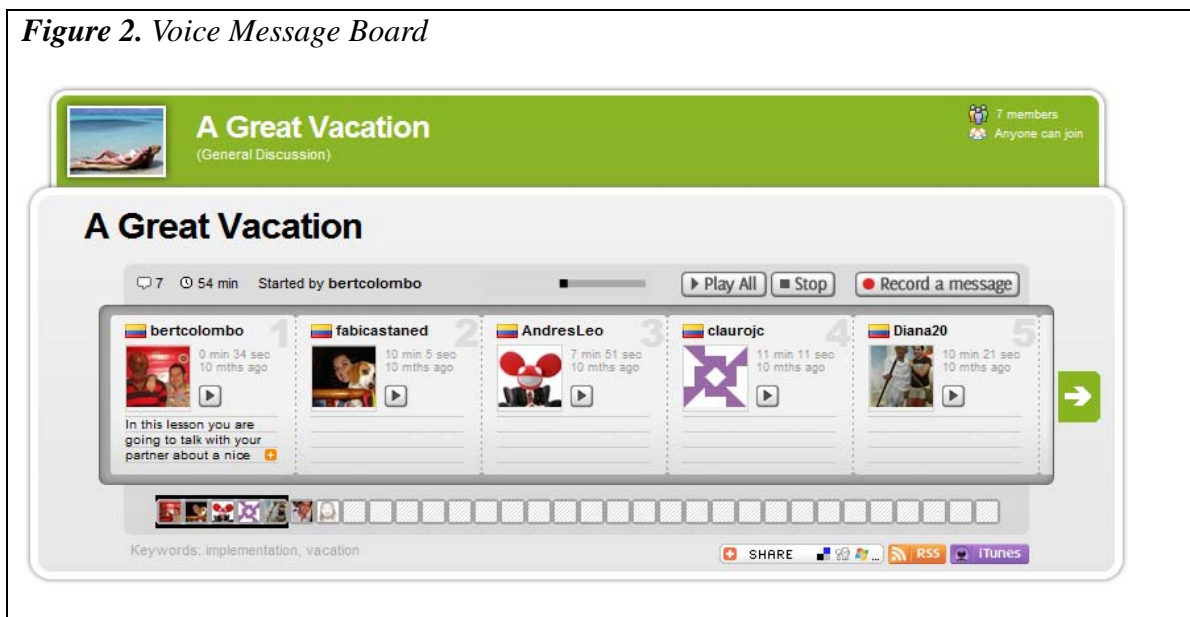 Figure 2. Voice Message Board
A Great Vacation
(General Discussion)
7 members
Anyone can join
A Great Vacation
7 54 min Started by bertcolombo
Play All
Stop
Record a message
bertcolombo 1
0 min 34 sec
10 mths ago
In this lesson you are
going to talk with your
partner about a nice
fabicastaned 2
10 min 5 sec
10 mths ago
AndresLeo 3
7 min 51 sec
10 mths ago
claurojc 4
11 min 11 sec
10 mths ago
Diana20 5
10 min 21 sec
10 mths ago
Keywords: implementation, vacation
SHARE ...
RSS
iTunes